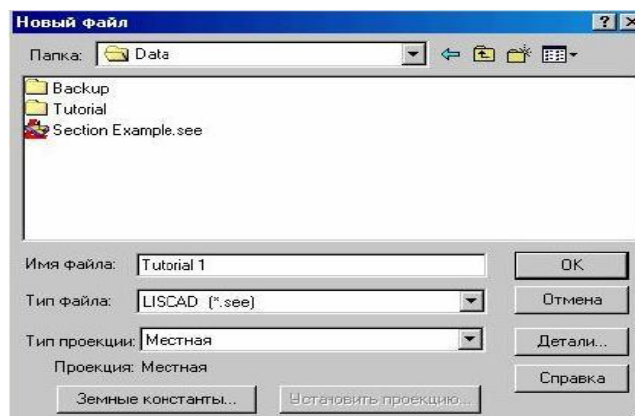 Новый файл
Папка: Data
Backup
Tutorial
Section Example.see
Имя файла: Tutorial 1
OK
Тип файла: LISCAD (*.see)
Отмена
Тип проекции: Местная
Детали...
Проекция: Местная
Справка
Земные константы...
Установить проекцию...